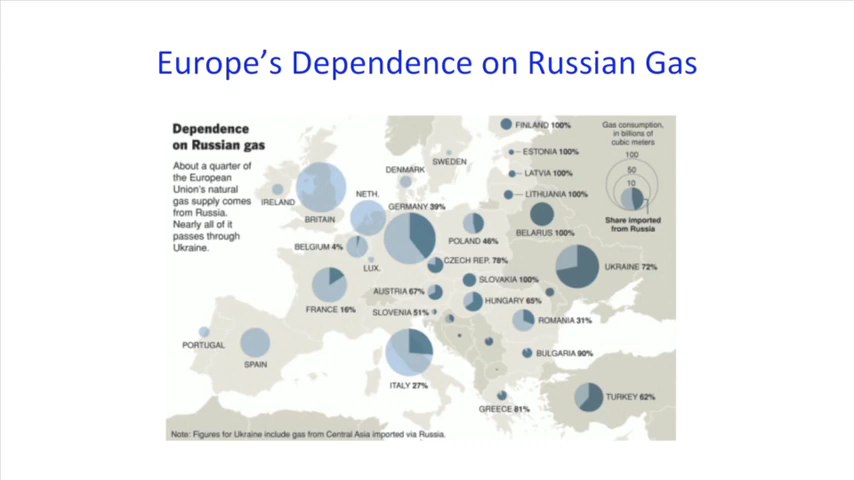 Europe's Dependence on Russian Gas
Dependence
on Russian gas
About a quarter of
the European
Union's natural
gas supply comes
from Russia.
Nearly all of it
passes through
Ukraine.
Gas consumption,
in billions of
cubic meters
100
50
10
Share imported
from Russia
FINLAND 100%
SWEDEN
ESTONIA 100%
DENMARK
LATVIA 100%
LITHUANIA 100%
IRELAND
NETH.
BRITAIN
GERMANY 39%
BELARUS 100%
POLAND 46%
BELGIUM 4%
CZECH REP. 78%
LUX.
UKRAINE 72%
SLOVAKIA 100%
AUSTRIA 67%
HUNGARY 65%
FRANCE 16%
SLOVENIA 51%
ROMANIA 31%
PORTUGAL
SPAIN
BULGARIA 90%
ITALY 27%
TURKEY 62%
GREECE 81%
Note: Figures for Ukraine include gas from Central Asia imported via Russia.